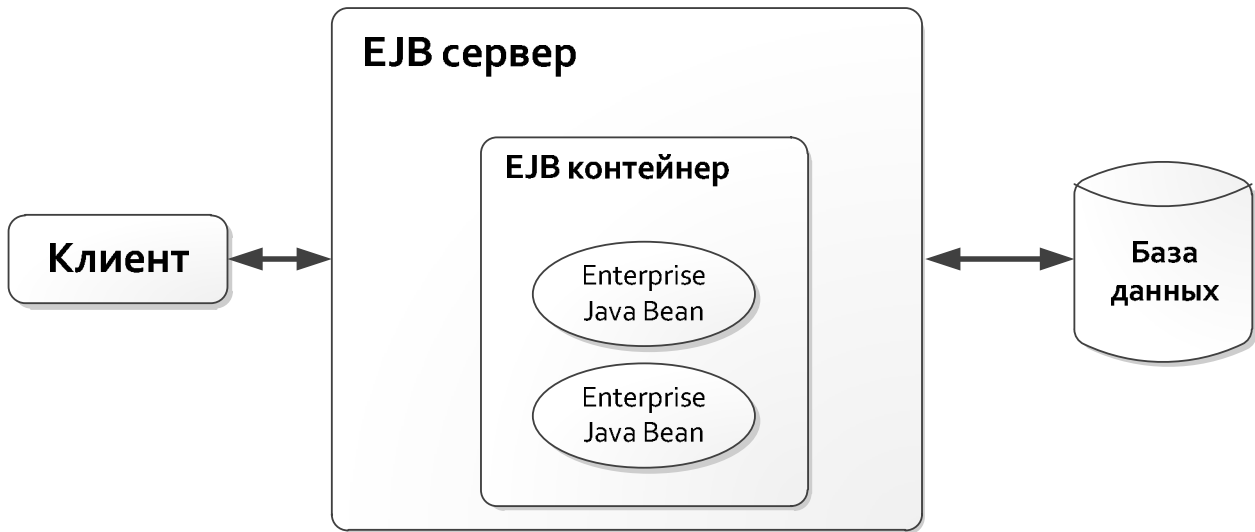 EJB сервер
EJB контейнер
Клиент
Enterprise
Java Bean
Enterprise
Java Bean
База
данных